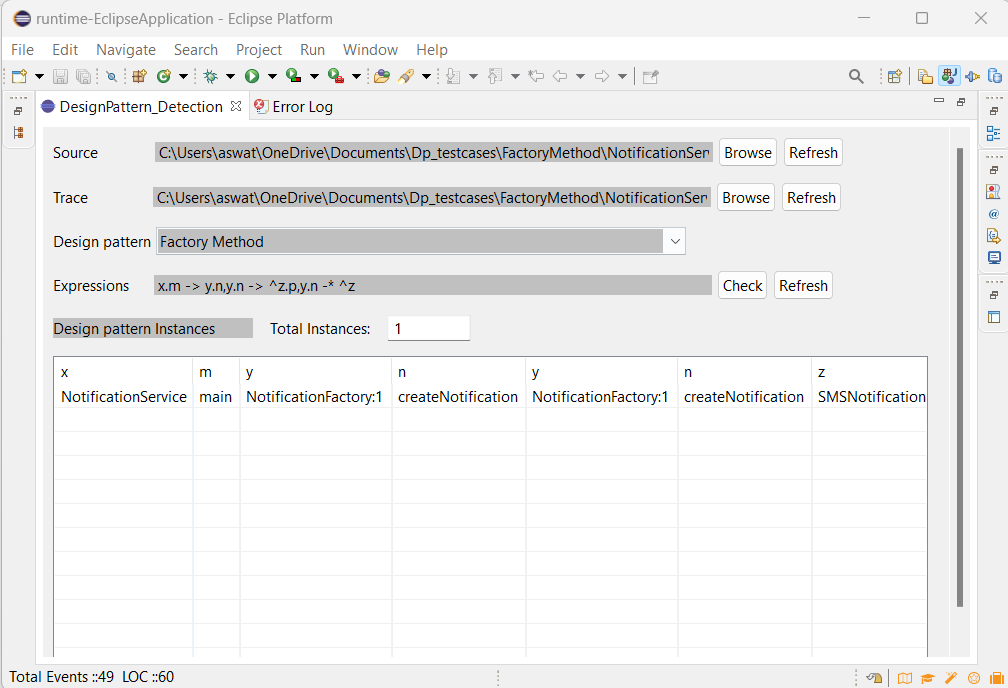 runtime-EclipseApplication - Eclipse Platform
File Edit Navigate Search Project Run Window Help
DesignPattern_Detection Error Log
Source C:\Users\aswat\OneDrive\Documents\Dp_testcases\FactoryMethod\NotificationSer Browse Refresh
Trace C:\Users\aswat\OneDrive\Documents\Dp_testcases\FactoryMethod\NotificationSer Browse Refresh
Design pattern Factory Method
Expressions x.m -> y.n,y.n -> ^z.p,y.n -* ^z Check Refresh
Design pattern Instances Total Instances: 1
x m y n y n z
NotificationService main NotificationFactory:1 createNotification NotificationFactory:1 createNotification SMSNotification
Total Events ::49 LOC ::60